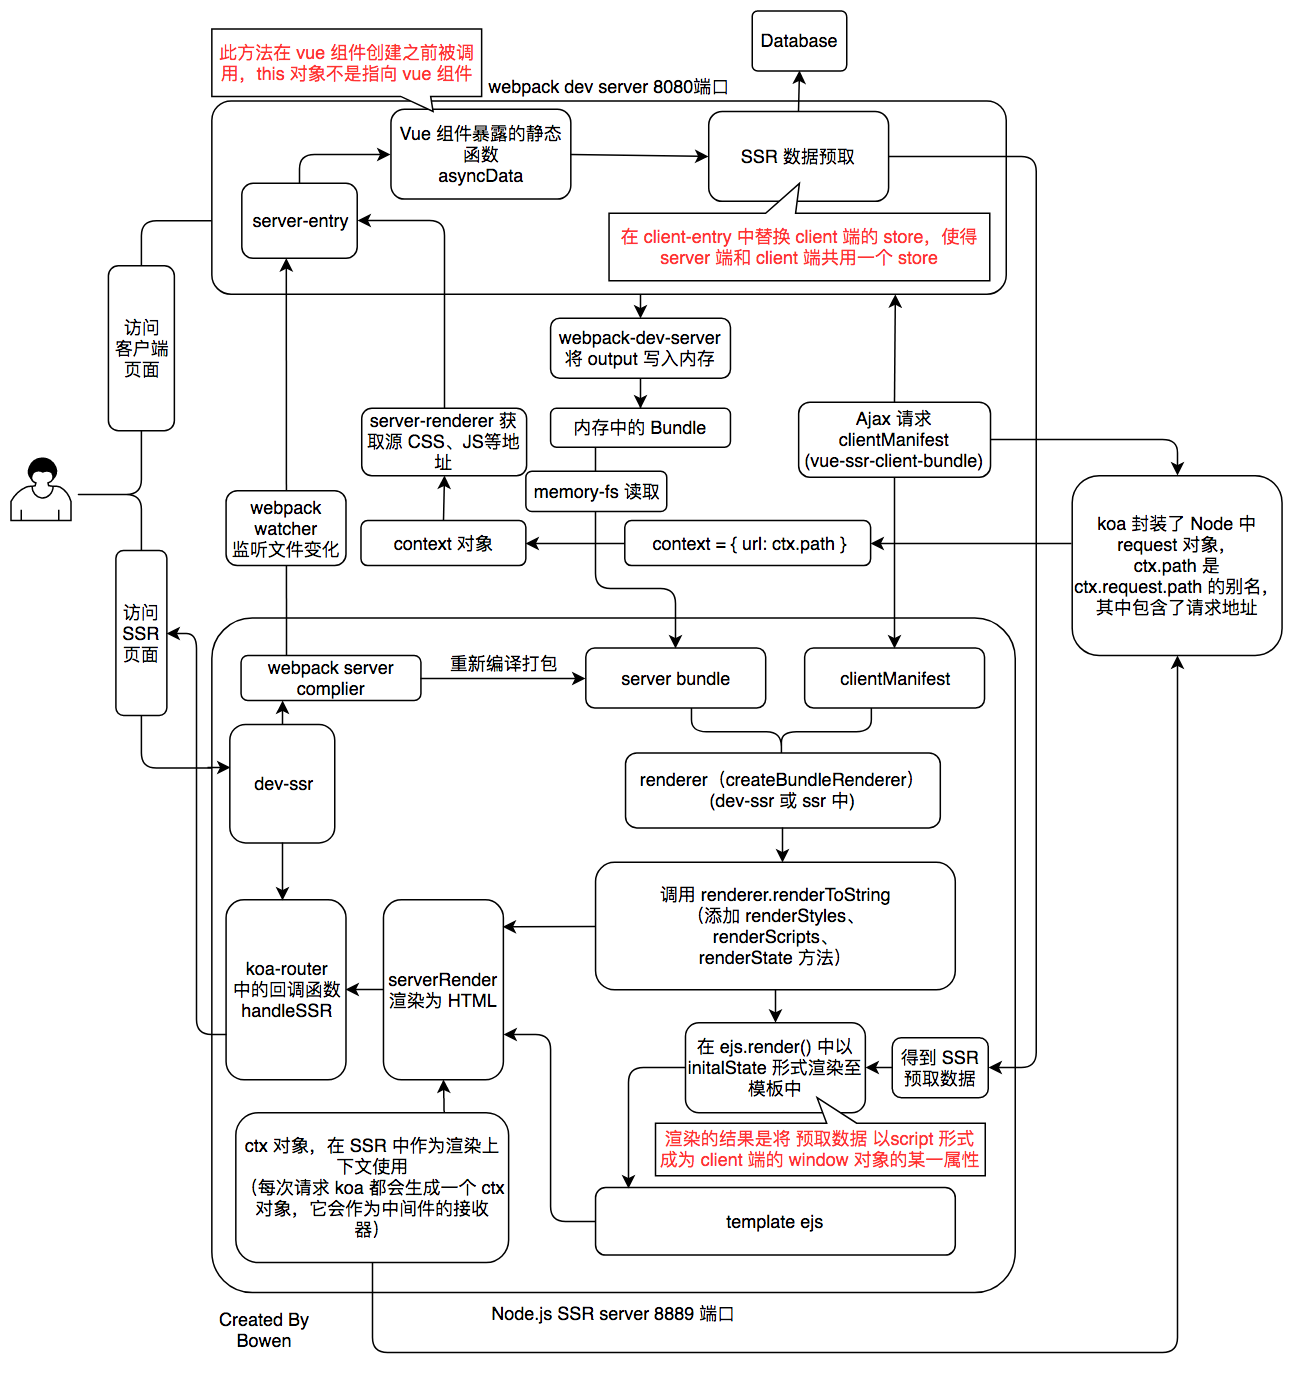 Database
此方法在 vue 组件创建之前被调
用，this 对象不是指向 vue 组件
webpack dev server 8080端口
Vue 组件暴露的静态
函数
asyncData
SSR 数据预取
server-entry
在 client-entry 中替换 client 端的 store，使得
server 端和 client 端共用一个 store
访问
客户端
页面
webpack-dev-server
将 output 写入内存
server-renderer 获
取源 CSS、JS等地
址
内存中的 Bundle
Ajax 请求
clientManifest
(vue-ssr-client-bundle)
memory-fs 读取
webpack
watcher
监听文件变化
context 对象
context = { url: ctx.path }
koa 封装了 Node 中
request 对象，
ctx.path 是
ctx.request.path 的别名，
其中包含了请求地址
访问
SSR
页面
webpack server
complier
重新编译打包
server bundle
clientManifest
dev-ssr
renderer（createBundleRenderer）
(dev-ssr 或 ssr 中)
调用 renderer.renderToString
（添加 renderStyles、
renderScripts、
renderState 方法）
koa-router
中的回调函数
handleSSR
serverRender
渲染为 HTML
在 ejs.render() 中以
initalState 形式渲染至
模板中
得到 SSR
预取数据
渲染的结果是将 预取数据 以script 形式
成为 client 端的 window 对象的某一属性
ctx 对象，在 SSR 中作为渲染上
下文使用
（每次请求 koa 都会生成一个 ctx
对象，它会作为中间件的接收
器）
template ejs
Node.js SSR server 8889 端口
Created By
Bowen